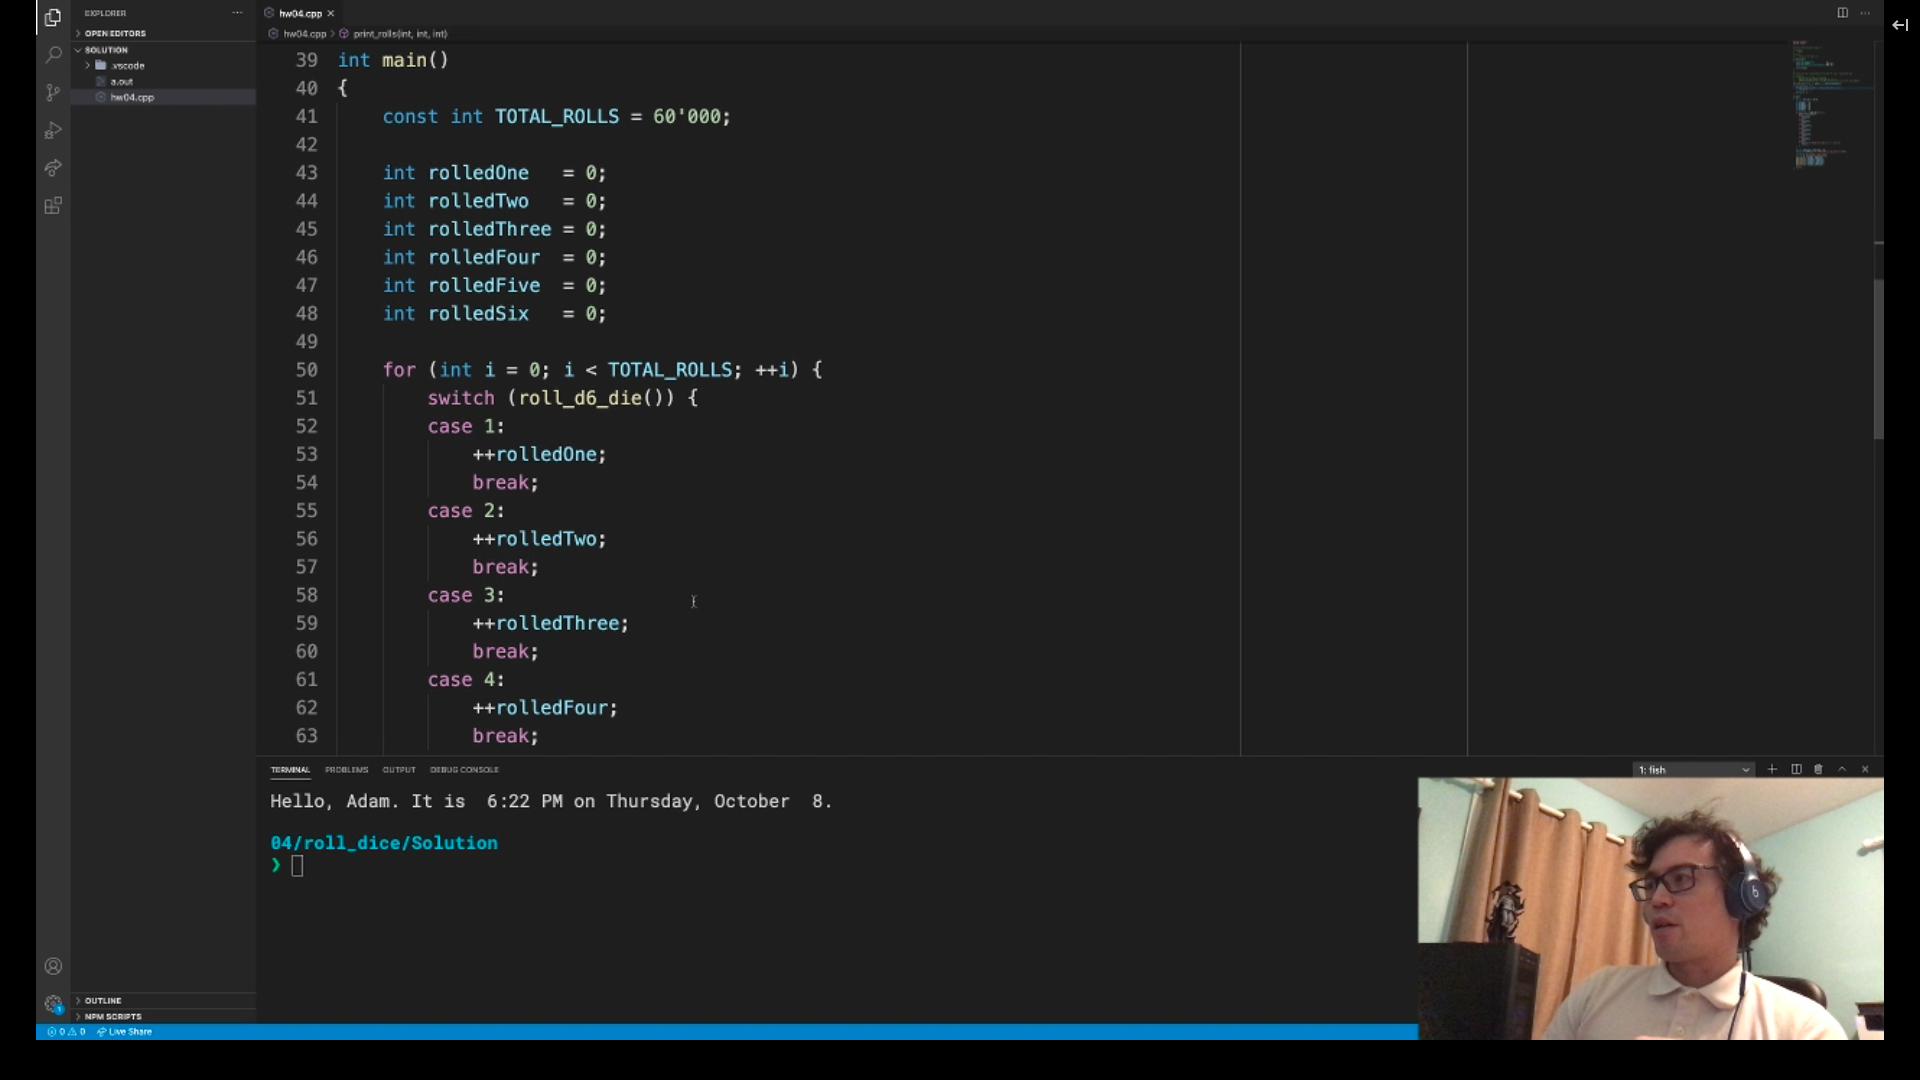 EXPLORER
OPEN EDITORS
SOLUTION
.vscode
a.out
hw04.cpp
hw04.cpp
hw04.cpp > print_rolls(int, int, int)
39 int main()
40 {
41 const int TOTAL_ROLLS = 60'000;
42
43 int rolledOne = 0;
44 int rolledTwo = 0;
45 int rolledThree = 0;
46 int rolledFour = 0;
47 int rolledFive = 0;
48 int rolledSix = 0;
49
50 for (int i = 0; i < TOTAL_ROLLS; ++i) {
51 switch (roll_d6_die()) {
52 case 1:
53 ++rolledOne;
54 break;
55 case 2:
56 ++rolledTwo;
57 break;
58 case 3:
59 ++rolledThree;
60 break;
61 case 4:
62 ++rolledFour;
63 break;
TERMINAL PROBLEMS OUTPUT DEBUG CONSOLE
1: fish
Hello, Adam. It is 6:22 PM on Thursday, October 8.
04/roll_dice/Solution
❯
OUTLINE
NPM SCRIPTS
0 0 Live Share